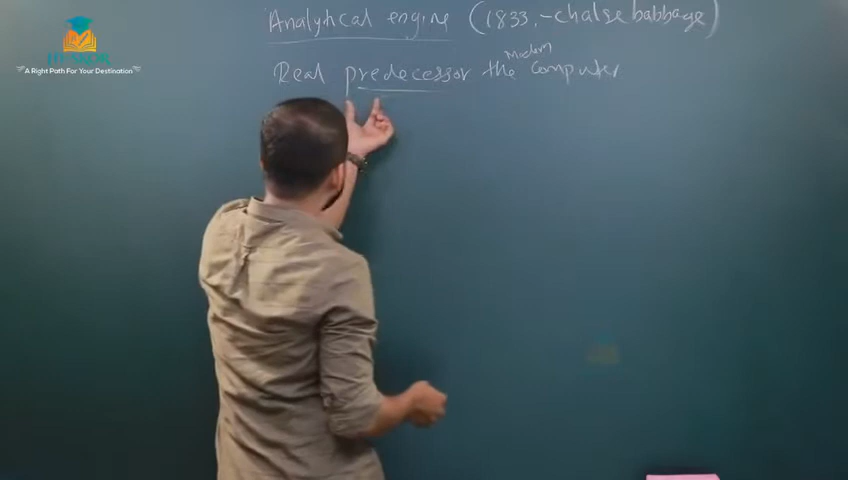 Analytical engine (1833,-chalse babbage)
Real predecessor the Modern computer
A Right Path For Your Destination